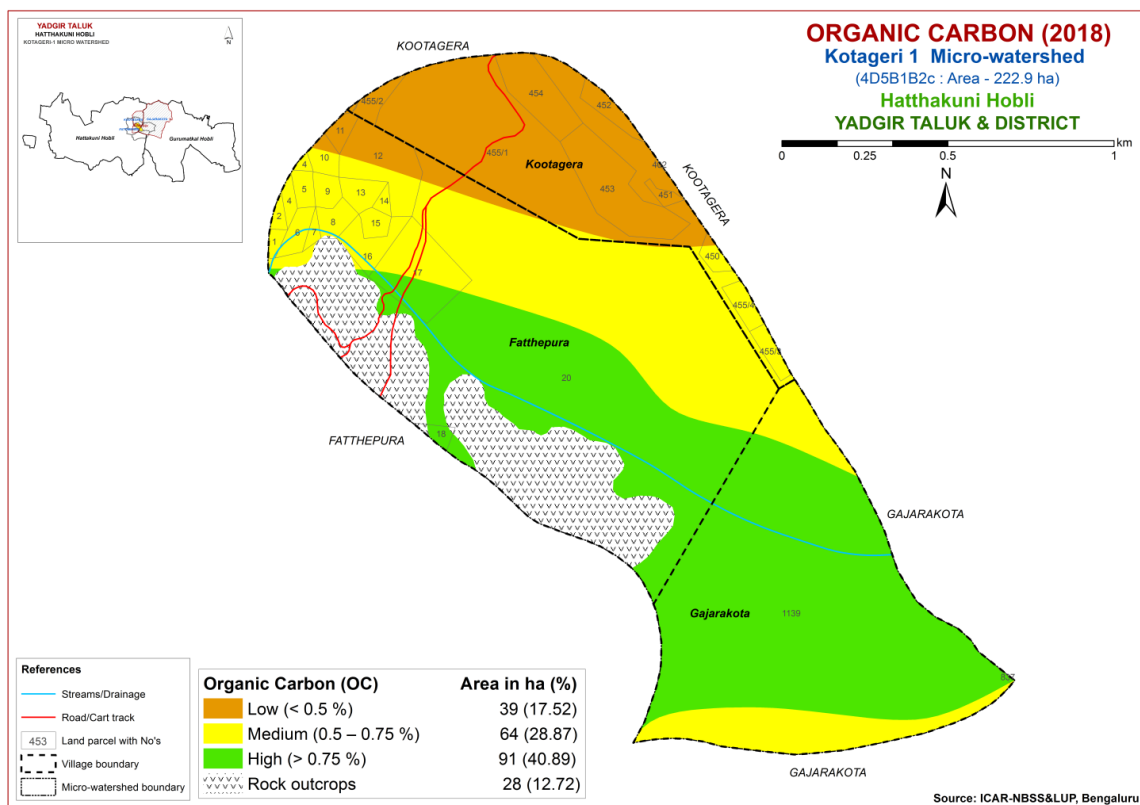 YADGIR TALUK
HATTHAKUNI HOBLI
KOTAGERI-1 MICRO WATERSHED
N
Hattakuni Hobli
Gurumatkal Hobli
ORGANIC CARBON (2018)
Kotageri 1 Micro-watershed
(4D5B1B2c : Area - 222.9 ha)
Hatthakuni Hobli
YADGIR TALUK & DISTRICT
km
0 0.25 0.5 1
N
KOOTAGERA
455/2
454
452
11
12
455/1
Kootagera
402
453
451
KOOTAGERA
10
4
5
9
13
4
14
2
8
15
6
7
1
16
17
450
455/4
455/3
Fatthepura
20
FATTHEPURA
18
GAJARAKOTA
Gajarakota
1139
837
GAJARAKOTA
References
Streams/Drainage
Road/Cart track
453 Land parcel with No's
Village boundary
Micro-watershed boundary
Organic Carbon (OC) Area in ha (%)
Low (< 0.5 %) 39 (17.52)
Medium (0.5 – 0.75 %) 64 (28.87)
High (> 0.75 %) 91 (40.89)
Rock outcrops 28 (12.72)
Source: ICAR-NBSS&LUP, Bengaluru